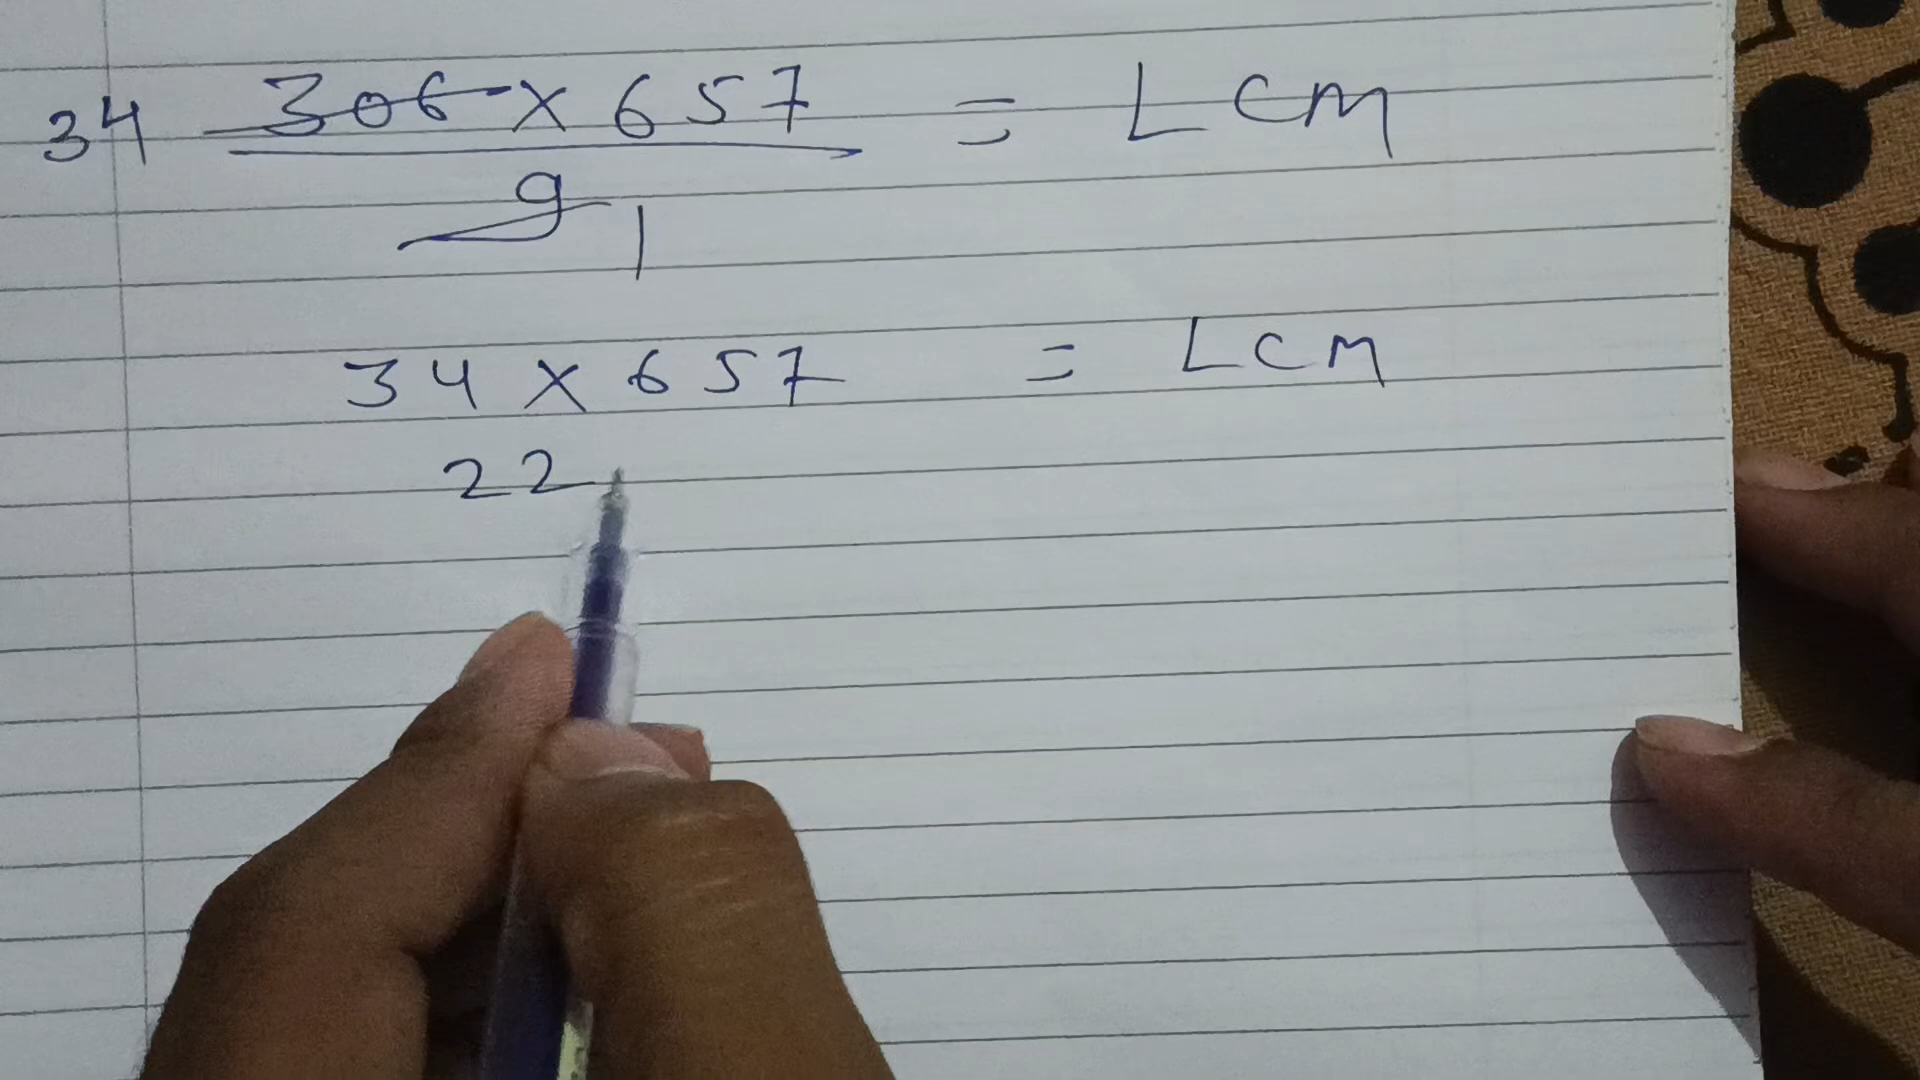 34 306 × 657 = LCM
9 1
34 × 657 = LCM
22